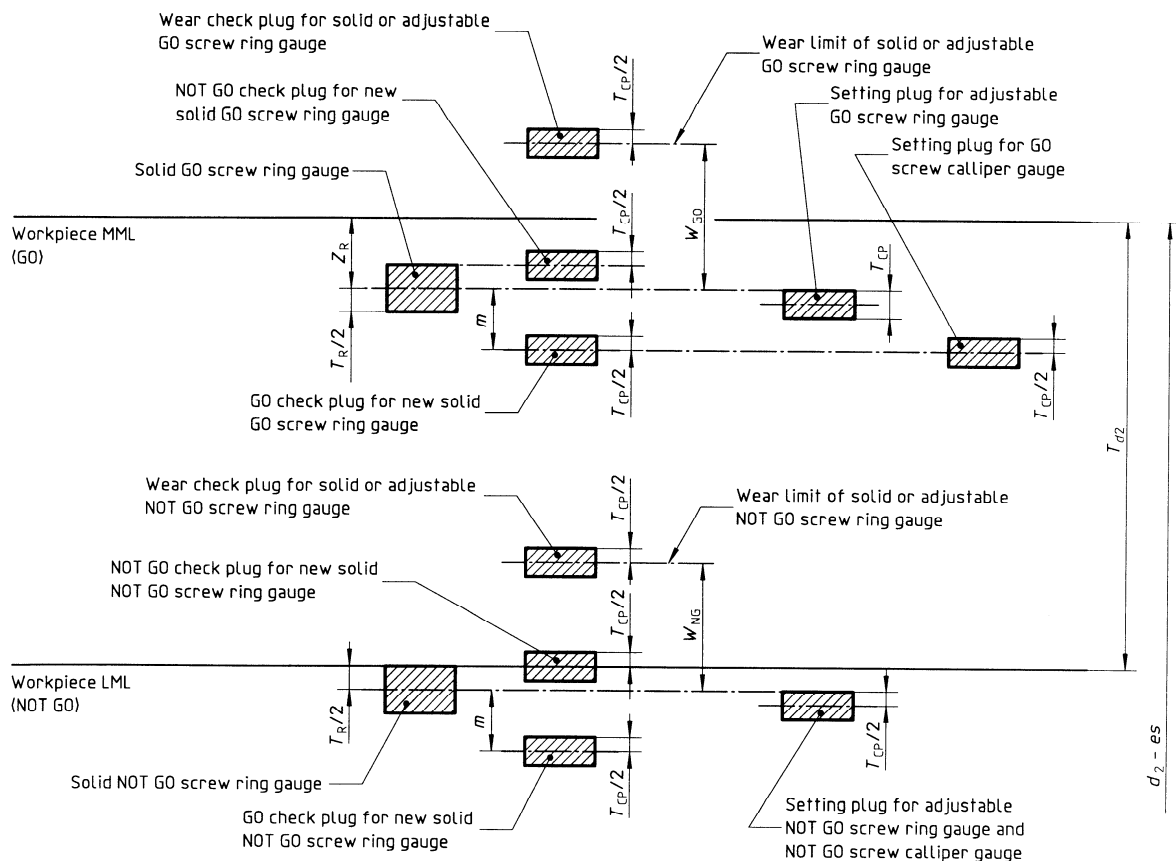 Wear check plug for solid or adjustable
GO screw ring gauge
Wear limit of solid or adjustable
GO screw ring gauge
T_CP/2
NOT GO check plug for new
solid GO screw ring gauge
Setting plug for adjustable
GO screw ring gauge
Setting plug for GO
screw calliper gauge
Solid GO screw ring gauge
Workpiece MML
(GO)
Z_R
T_CP/2
W_GO
T_CP
m
T_R/2
T_CP/2
T_CP/2
GO check plug for new solid
GO screw ring gauge
T_d2
Wear check plug for solid or adjustable
NOT GO screw ring gauge
T_CP/2
Wear limit of solid or adjustable
NOT GO screw ring gauge
NOT GO check plug for new solid
NOT GO screw ring gauge
T_CP/2
W_NG
Workpiece LML
(NOT GO)
T_R/2
m
T_CP/2
T_CP/2
d_2 - es
Solid NOT GO screw ring gauge
GO check plug for new solid
NOT GO screw ring gauge
Setting plug for adjustable
NOT GO screw ring gauge and
NOT GO screw calliper gauge